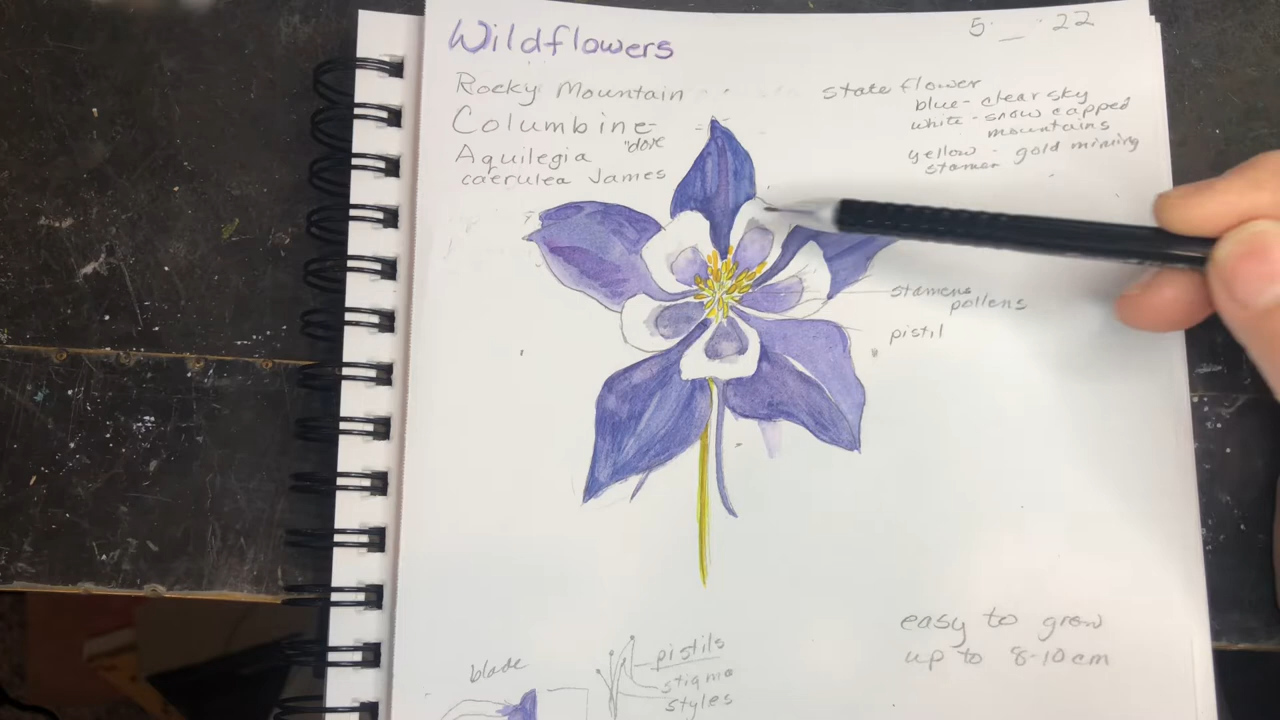 Wildflowers
5 _ 22
Rocky Mountain
Columbine
"dove
Aquilegia
caerulea James
state flower
blue - clear sky
white - snow capped
mountains
yellow - gold mining
stamen
stamens
pollens
pistil
easy to grow
up to 8-10 cm
blade
pistils
stigma
styles